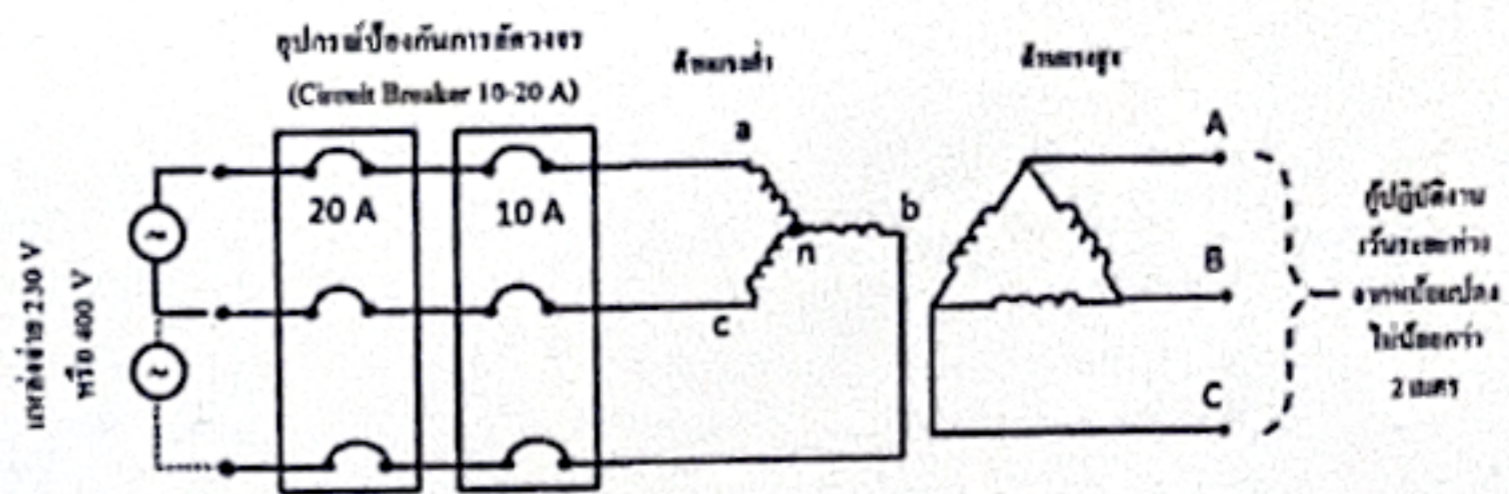 อุปกรณ์ป้องกันการลัดวงจร
(Circuit Breaker 10-20 A)
ด้านแรงต่ำ
ด้านแรงสูง
แหล่งจ่าย 230 V
หรือ 400 V
20 A
10 A
a
b
n
c
A
B
C
ผู้ปฏิบัติงาน
เว้นระยะห่าง
จากหม้อแปลง
ไม่น้อยกว่า
2 เมตร